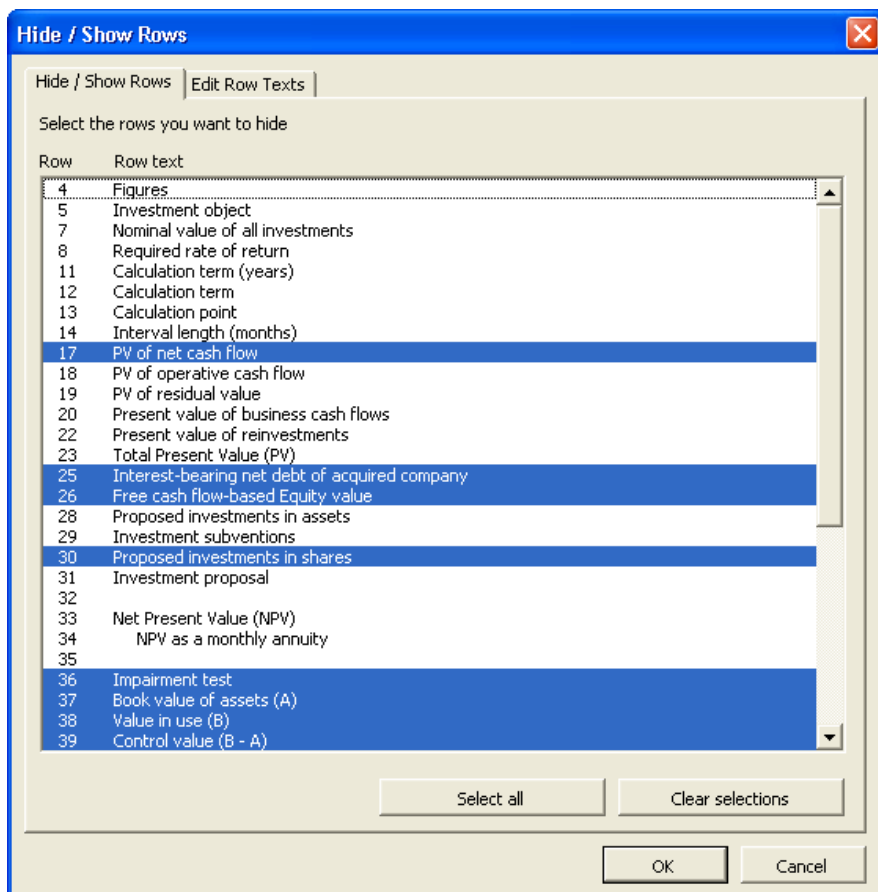 Hide / Show Rows
Hide / Show Rows Edit Row Texts
Select the rows you want to hide
Row Row text
4 Figures
5 Investment object
7 Nominal value of all investments
8 Required rate of return
11 Calculation term (years)
12 Calculation term
13 Calculation point
14 Interval length (months)
17 PV of net cash flow
18 PV of operative cash flow
19 PV of residual value
20 Present value of business cash flows
22 Present value of reinvestments
23 Total Present Value (PV)
25 Interest-bearing net debt of acquired company
26 Free cash flow-based Equity value
28 Proposed investments in assets
29 Investment subventions
30 Proposed investments in shares
31 Investment proposal
32
33 Net Present Value (NPV)
34 NPV as a monthly annuity
35
36 Impairment test
37 Book value of assets (A)
38 Value in use (B)
39 Control value (B - A)
Select all Clear selections
OK Cancel